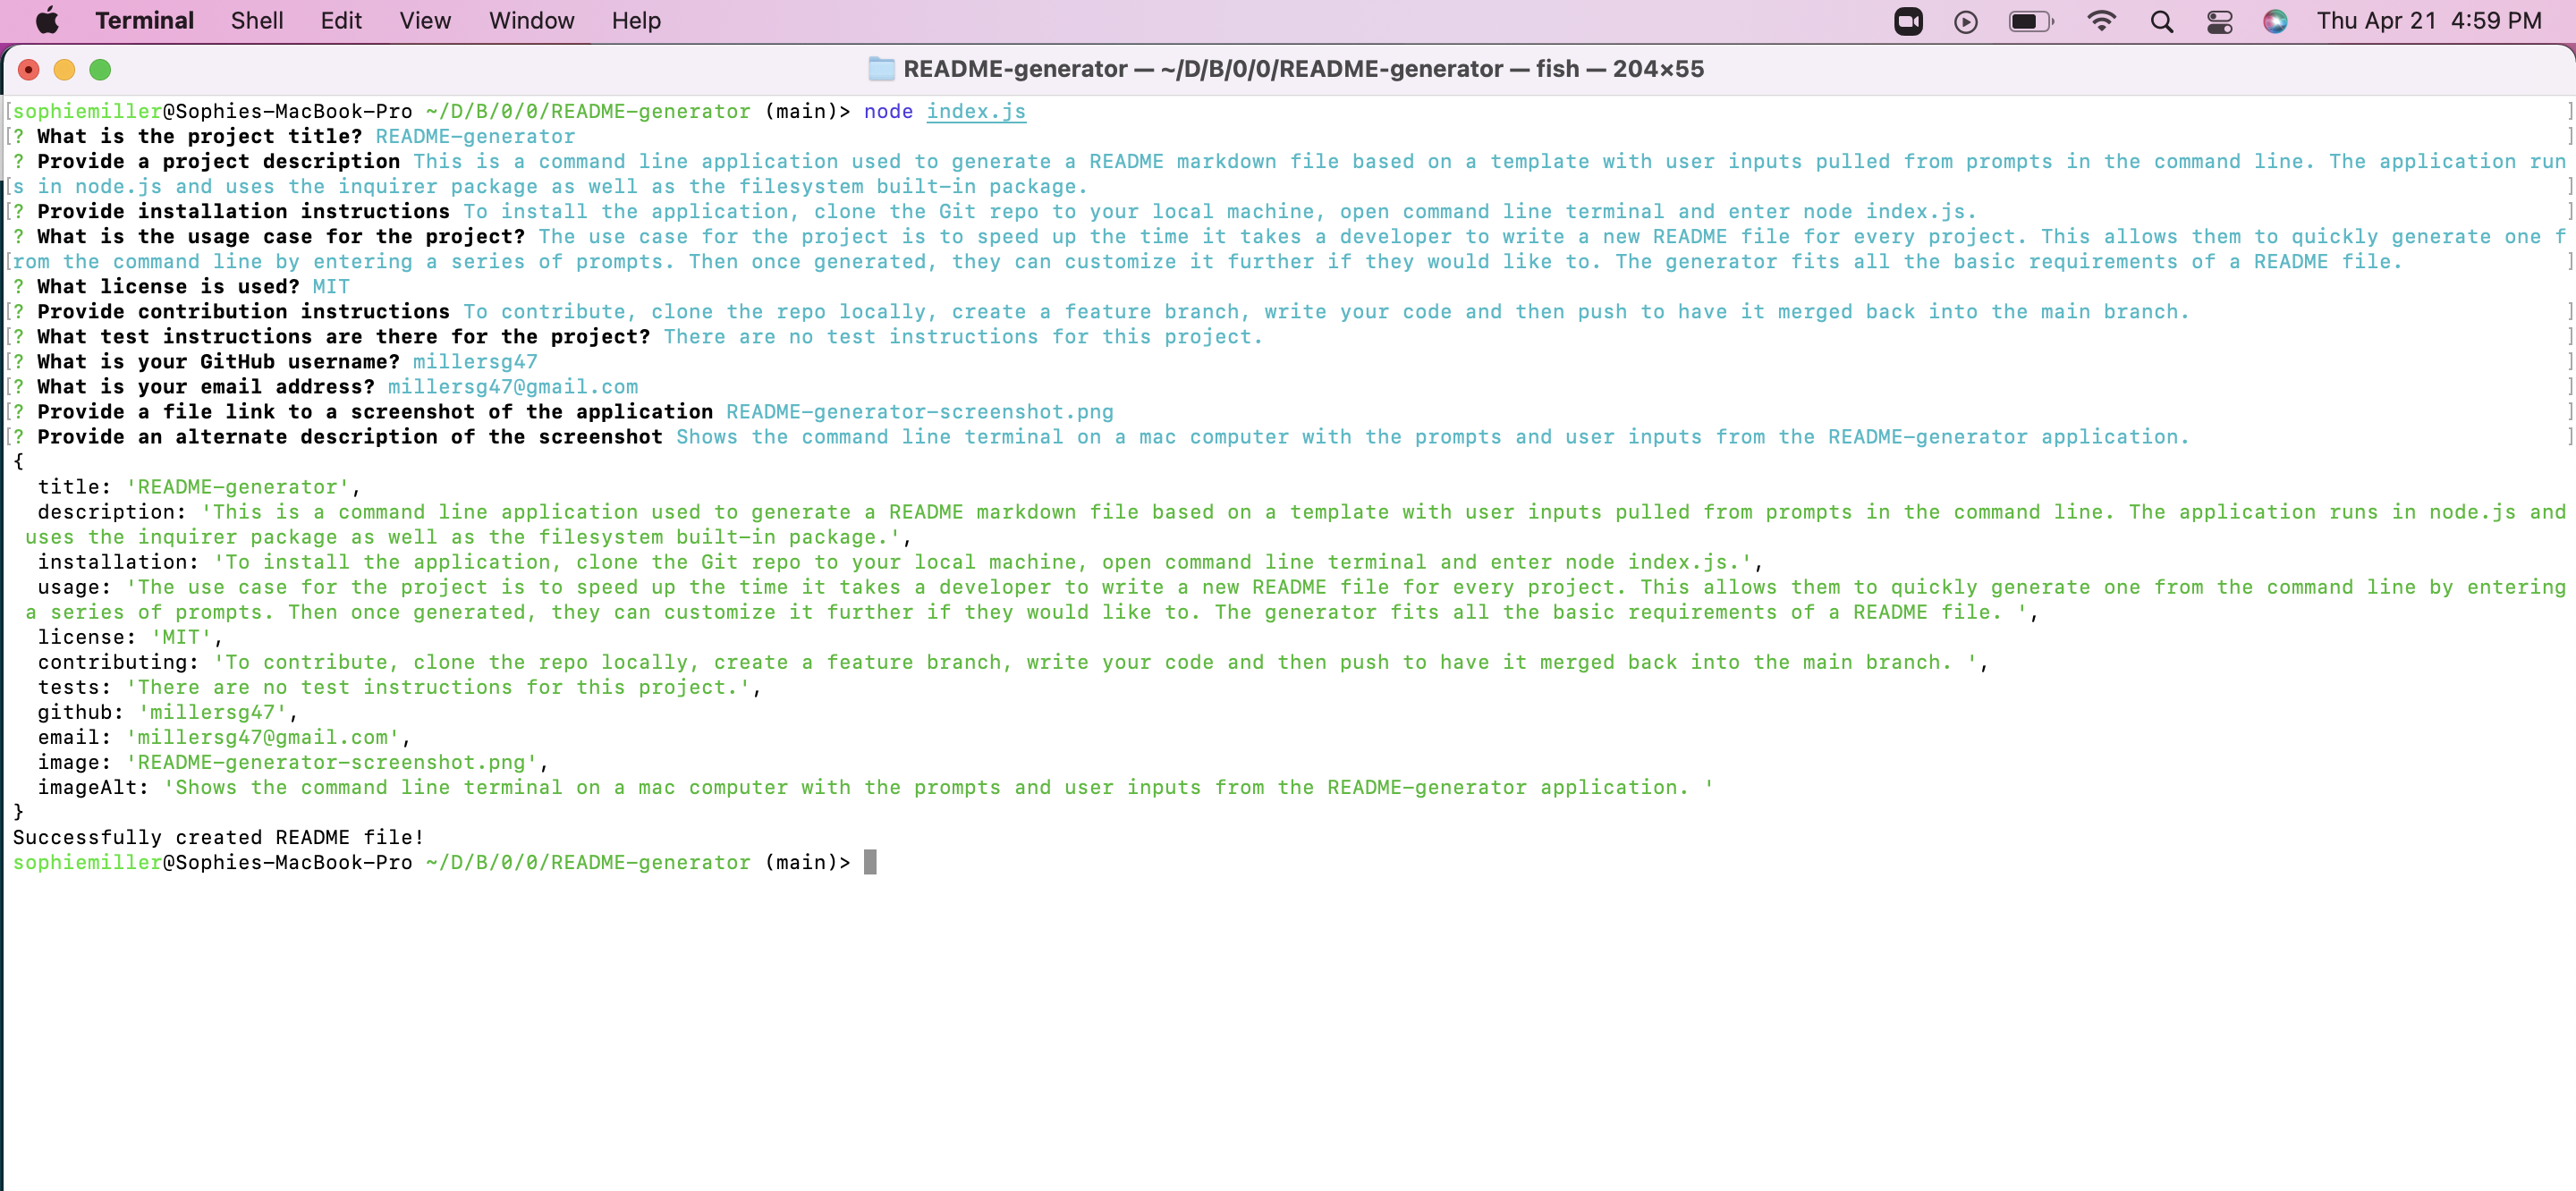 Terminal Shell Edit View Window Help Thu Apr 21 4:59 PM
README-generator — ~/D/B/0/0/README-generator — fish — 204×55
[sophiemiller@Sophies-MacBook-Pro ~/D/B/0/0/README-generator (main)> node index.js ]
[? What is the project title? README-generator ]
? Provide a project description This is a command line application used to generate a README markdown file based on a template with user inputs pulled from prompts in the command line. The application run
[s in node.js and uses the inquirer package as well as the filesystem built-in package. ]
[? Provide installation instructions To install the application, clone the Git repo to your local machine, open command line terminal and enter node index.js. ]
? What is the usage case for the project? The use case for the project is to speed up the time it takes a developer to write a new README file for every project. This allows them to quickly generate one f
[rom the command line by entering a series of prompts. Then once generated, they can customize it further if they would like to. The generator fits all the basic requirements of a README file. ]
? What license is used? MIT
[? Provide contribution instructions To contribute, clone the repo locally, create a feature branch, write your code and then push to have it merged back into the main branch. ]
[? What test instructions are there for the project? There are no test instructions for this project. ]
[? What is your GitHub username? millersg47 ]
[? What is your email address? millersg47@gmail.com ]
[? Provide a file link to a screenshot of the application README-generator-screenshot.png ]
[? Provide an alternate description of the screenshot Shows the command line terminal on a mac computer with the prompts and user inputs from the README-generator application. ]
{
title: 'README-generator',
description: 'This is a command line application used to generate a README markdown file based on a template with user inputs pulled from prompts in the command line. The application runs in node.js and
uses the inquirer package as well as the filesystem built-in package.',
installation: 'To install the application, clone the Git repo to your local machine, open command line terminal and enter node index.js.',
usage: 'The use case for the project is to speed up the time it takes a developer to write a new README file for every project. This allows them to quickly generate one from the command line by entering
a series of prompts. Then once generated, they can customize it further if they would like to. The generator fits all the basic requirements of a README file. ',
license: 'MIT',
contributing: 'To contribute, clone the repo locally, create a feature branch, write your code and then push to have it merged back into the main branch. ',
tests: 'There are no test instructions for this project.',
github: 'millersg47',
email: 'millersg47@gmail.com',
image: 'README-generator-screenshot.png',
imageAlt: 'Shows the command line terminal on a mac computer with the prompts and user inputs from the README-generator application. '
}
Successfully created README file!
sophiemiller@Sophies-MacBook-Pro ~/D/B/0/0/README-generator (main)>